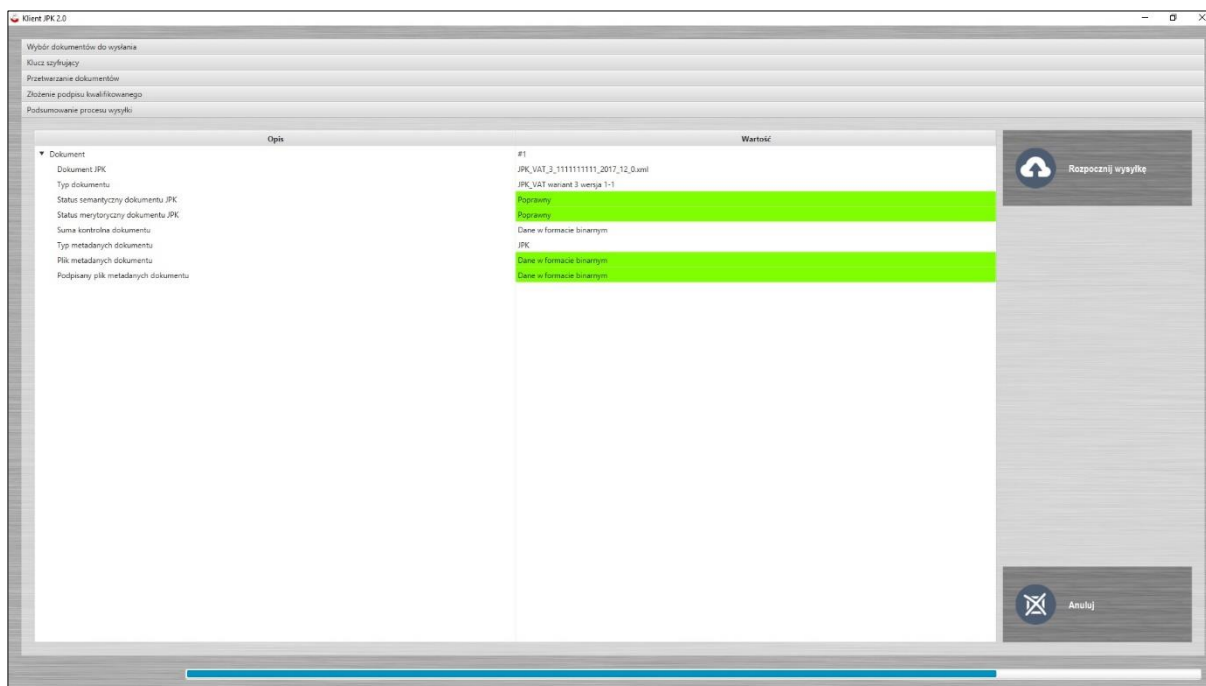 Klient JPK 2.0
Wybór dokumentów do wysłania
Klucz szyfrujący
Przetwarzanie dokumentów
Złożenie podpisu kwalifikowanego
Podsumowanie procesu wysyłki
Opis Wartość
Dokument #1
Dokument JPK JPK_VAT_3_1111111111_2017_12_0.xml
Typ dokumentu JPK_VAT wariant 3 wersja 1-1
Status semantyczny dokumentu JPK Poprawny
Status merytoryczny dokumentu JPK Poprawny
Suma kontrolna dokumentu Dane w formacie binarnym
Typ metadanych dokumentu JPK
Plik metadanych dokumentu Dane w formacie binarnym
Podpisany plik metadanych dokumentu Dane w formacie binarnym
Rozpocznij wysyłkę
Anuluj